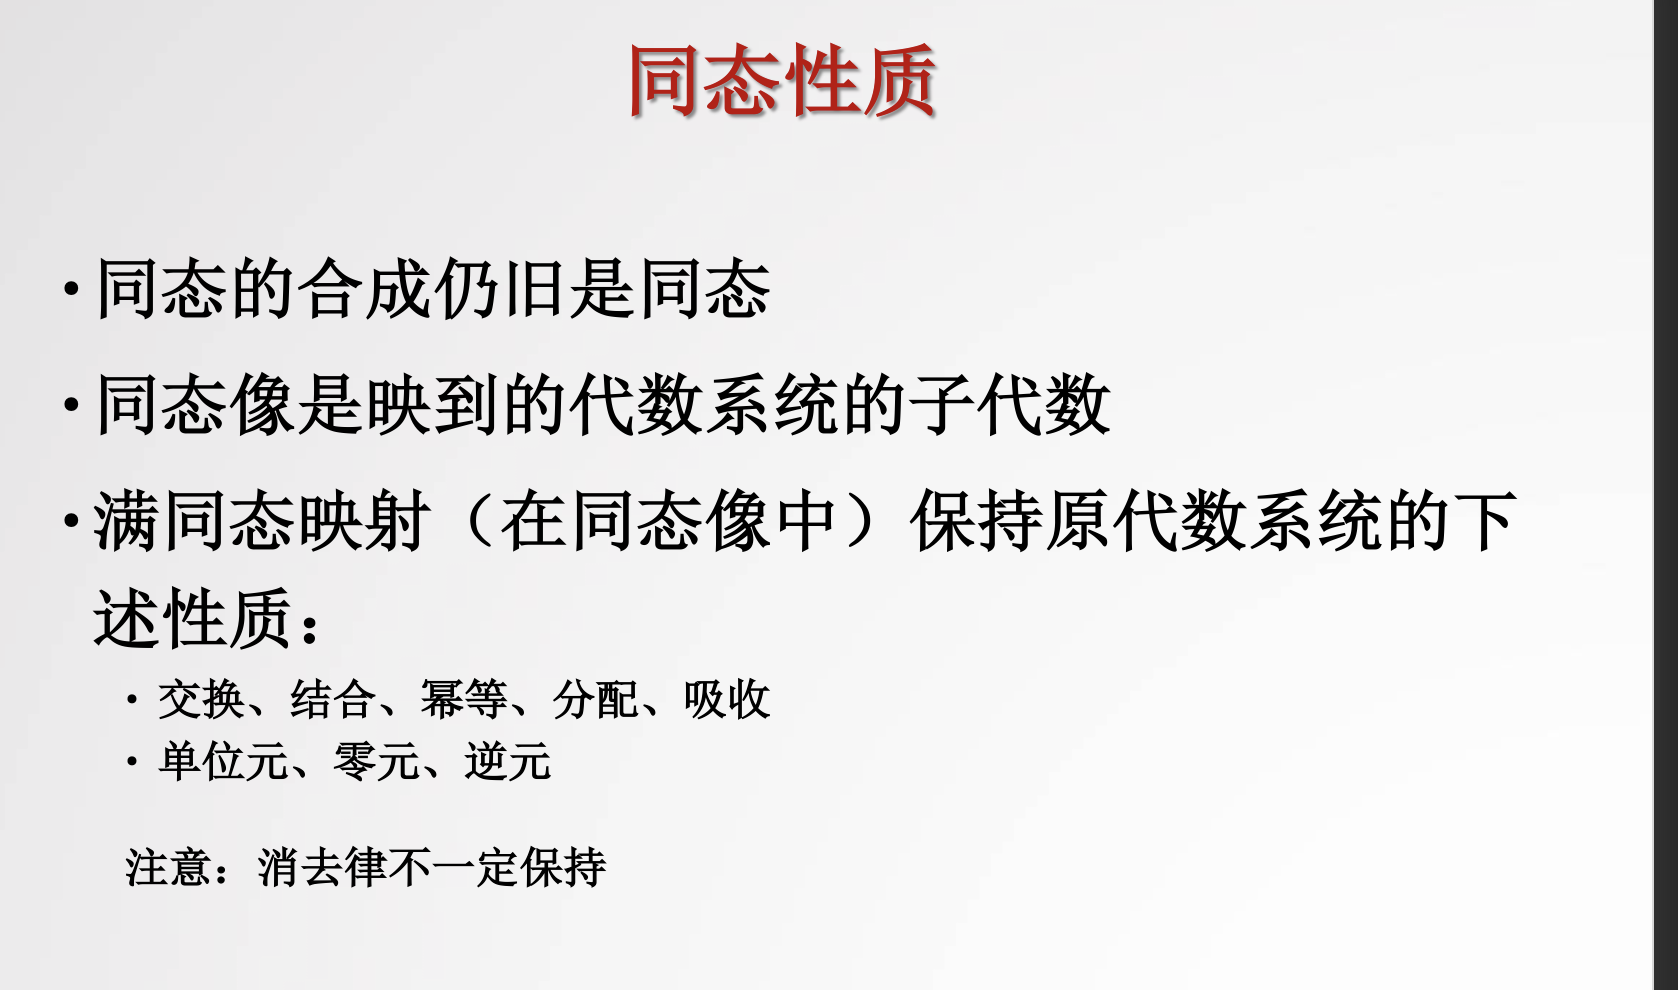 同态性质
•同态的合成仍旧是同态
•同态像是映到的代数系统的子代数
•满同态映射（在同态像中）保持原代数系统的下
述性质：
• 交换、结合、幂等、分配、吸收
• 单位元、零元、逆元
注意：消去律不一定保持